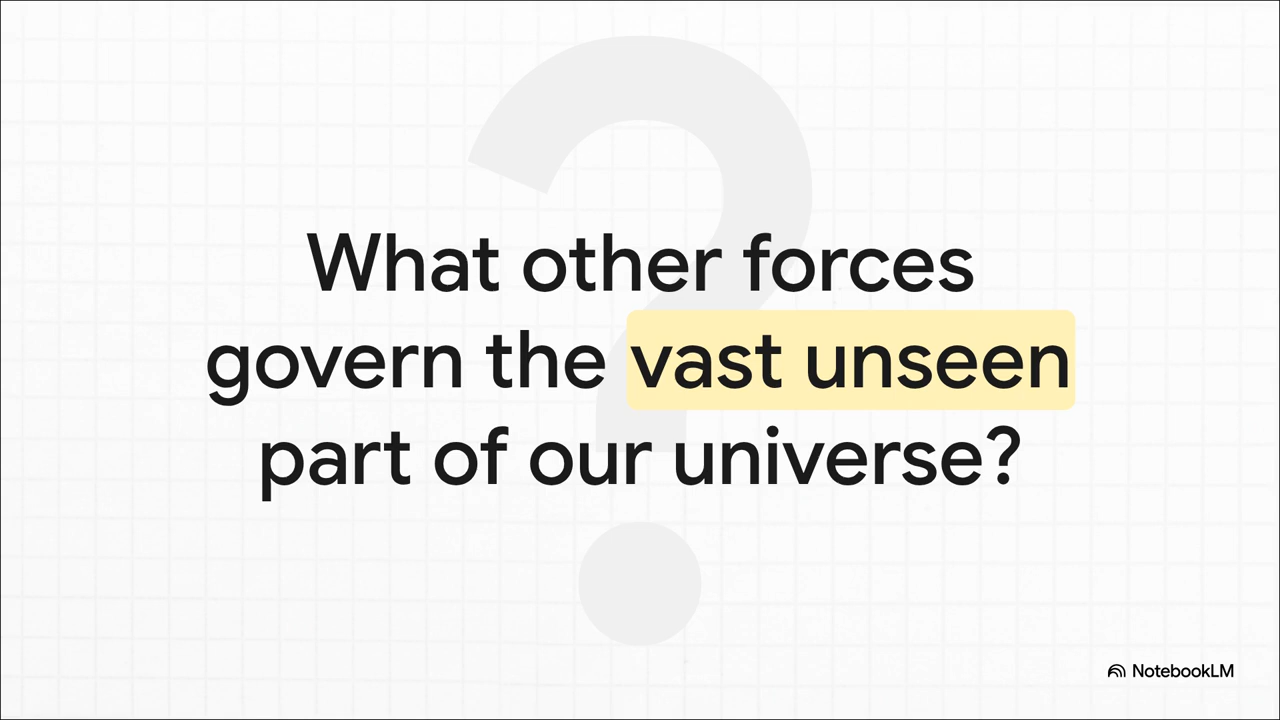 What other forces
govern the vast unseen
part of our universe?
NotebookLM